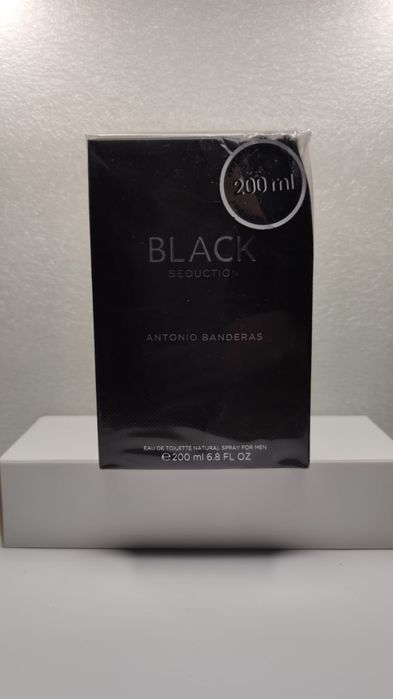 200 ml
BLACK
SEDUCTION
ANTONIO BANDERAS
EAU DE TOILETTE NATURAL SPRAY FOR MEN
℮200 ml 6.8 FL OZ